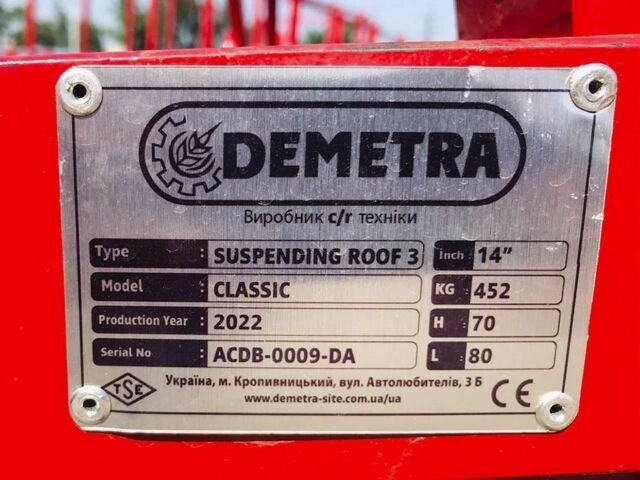 DEMETRA
Виробник с/г техніки
Type : SUSPENDING ROOF 3 Inch : 14”
Model : CLASSIC KG : 452
Production Year : 2022 H : 70
Serial No : ACDB-0009-DA L : 80
TSE Україна, м. Кропивницький, вул. Автолюбителів, 3 Б CE
www.demetra-site.com.ua/ua